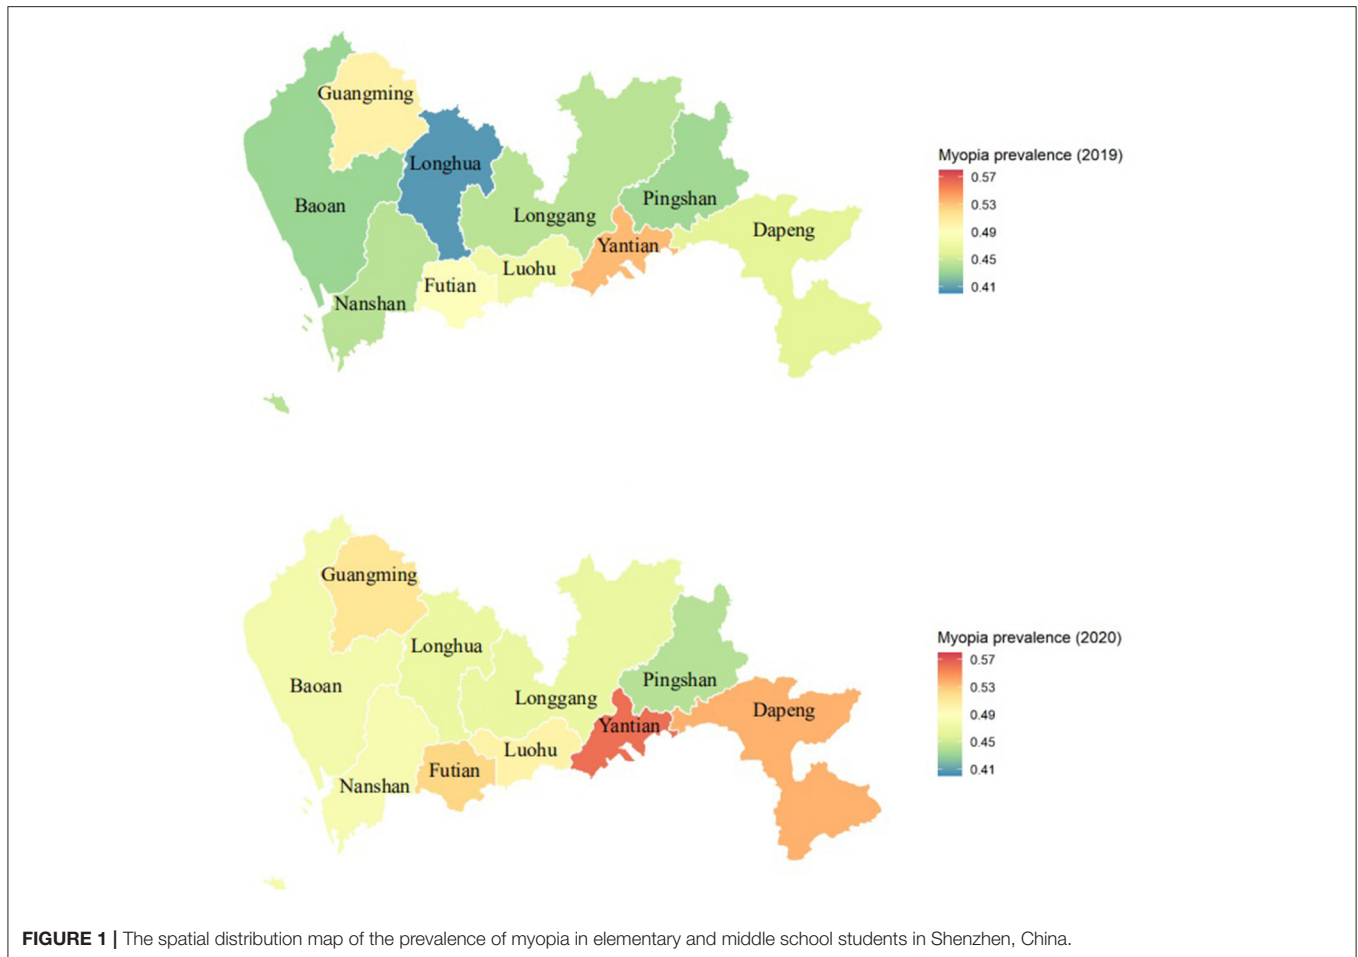 Guangming
Longhua
Baoan
Pingshan
Longgang
Dapeng
Yantian
Luohu
Futian
Nanshan
Myopia prevalence (2019)
0.57
0.53
0.49
0.45
0.41
Guangming
Longhua
Baoan
Pingshan
Longgang
Dapeng
Yantian
Luohu
Futian
Nanshan
Myopia prevalence (2020)
0.57
0.53
0.49
0.45
0.41
FIGURE 1 | The spatial distribution map of the prevalence of myopia in elementary and middle school students in Shenzhen, China.